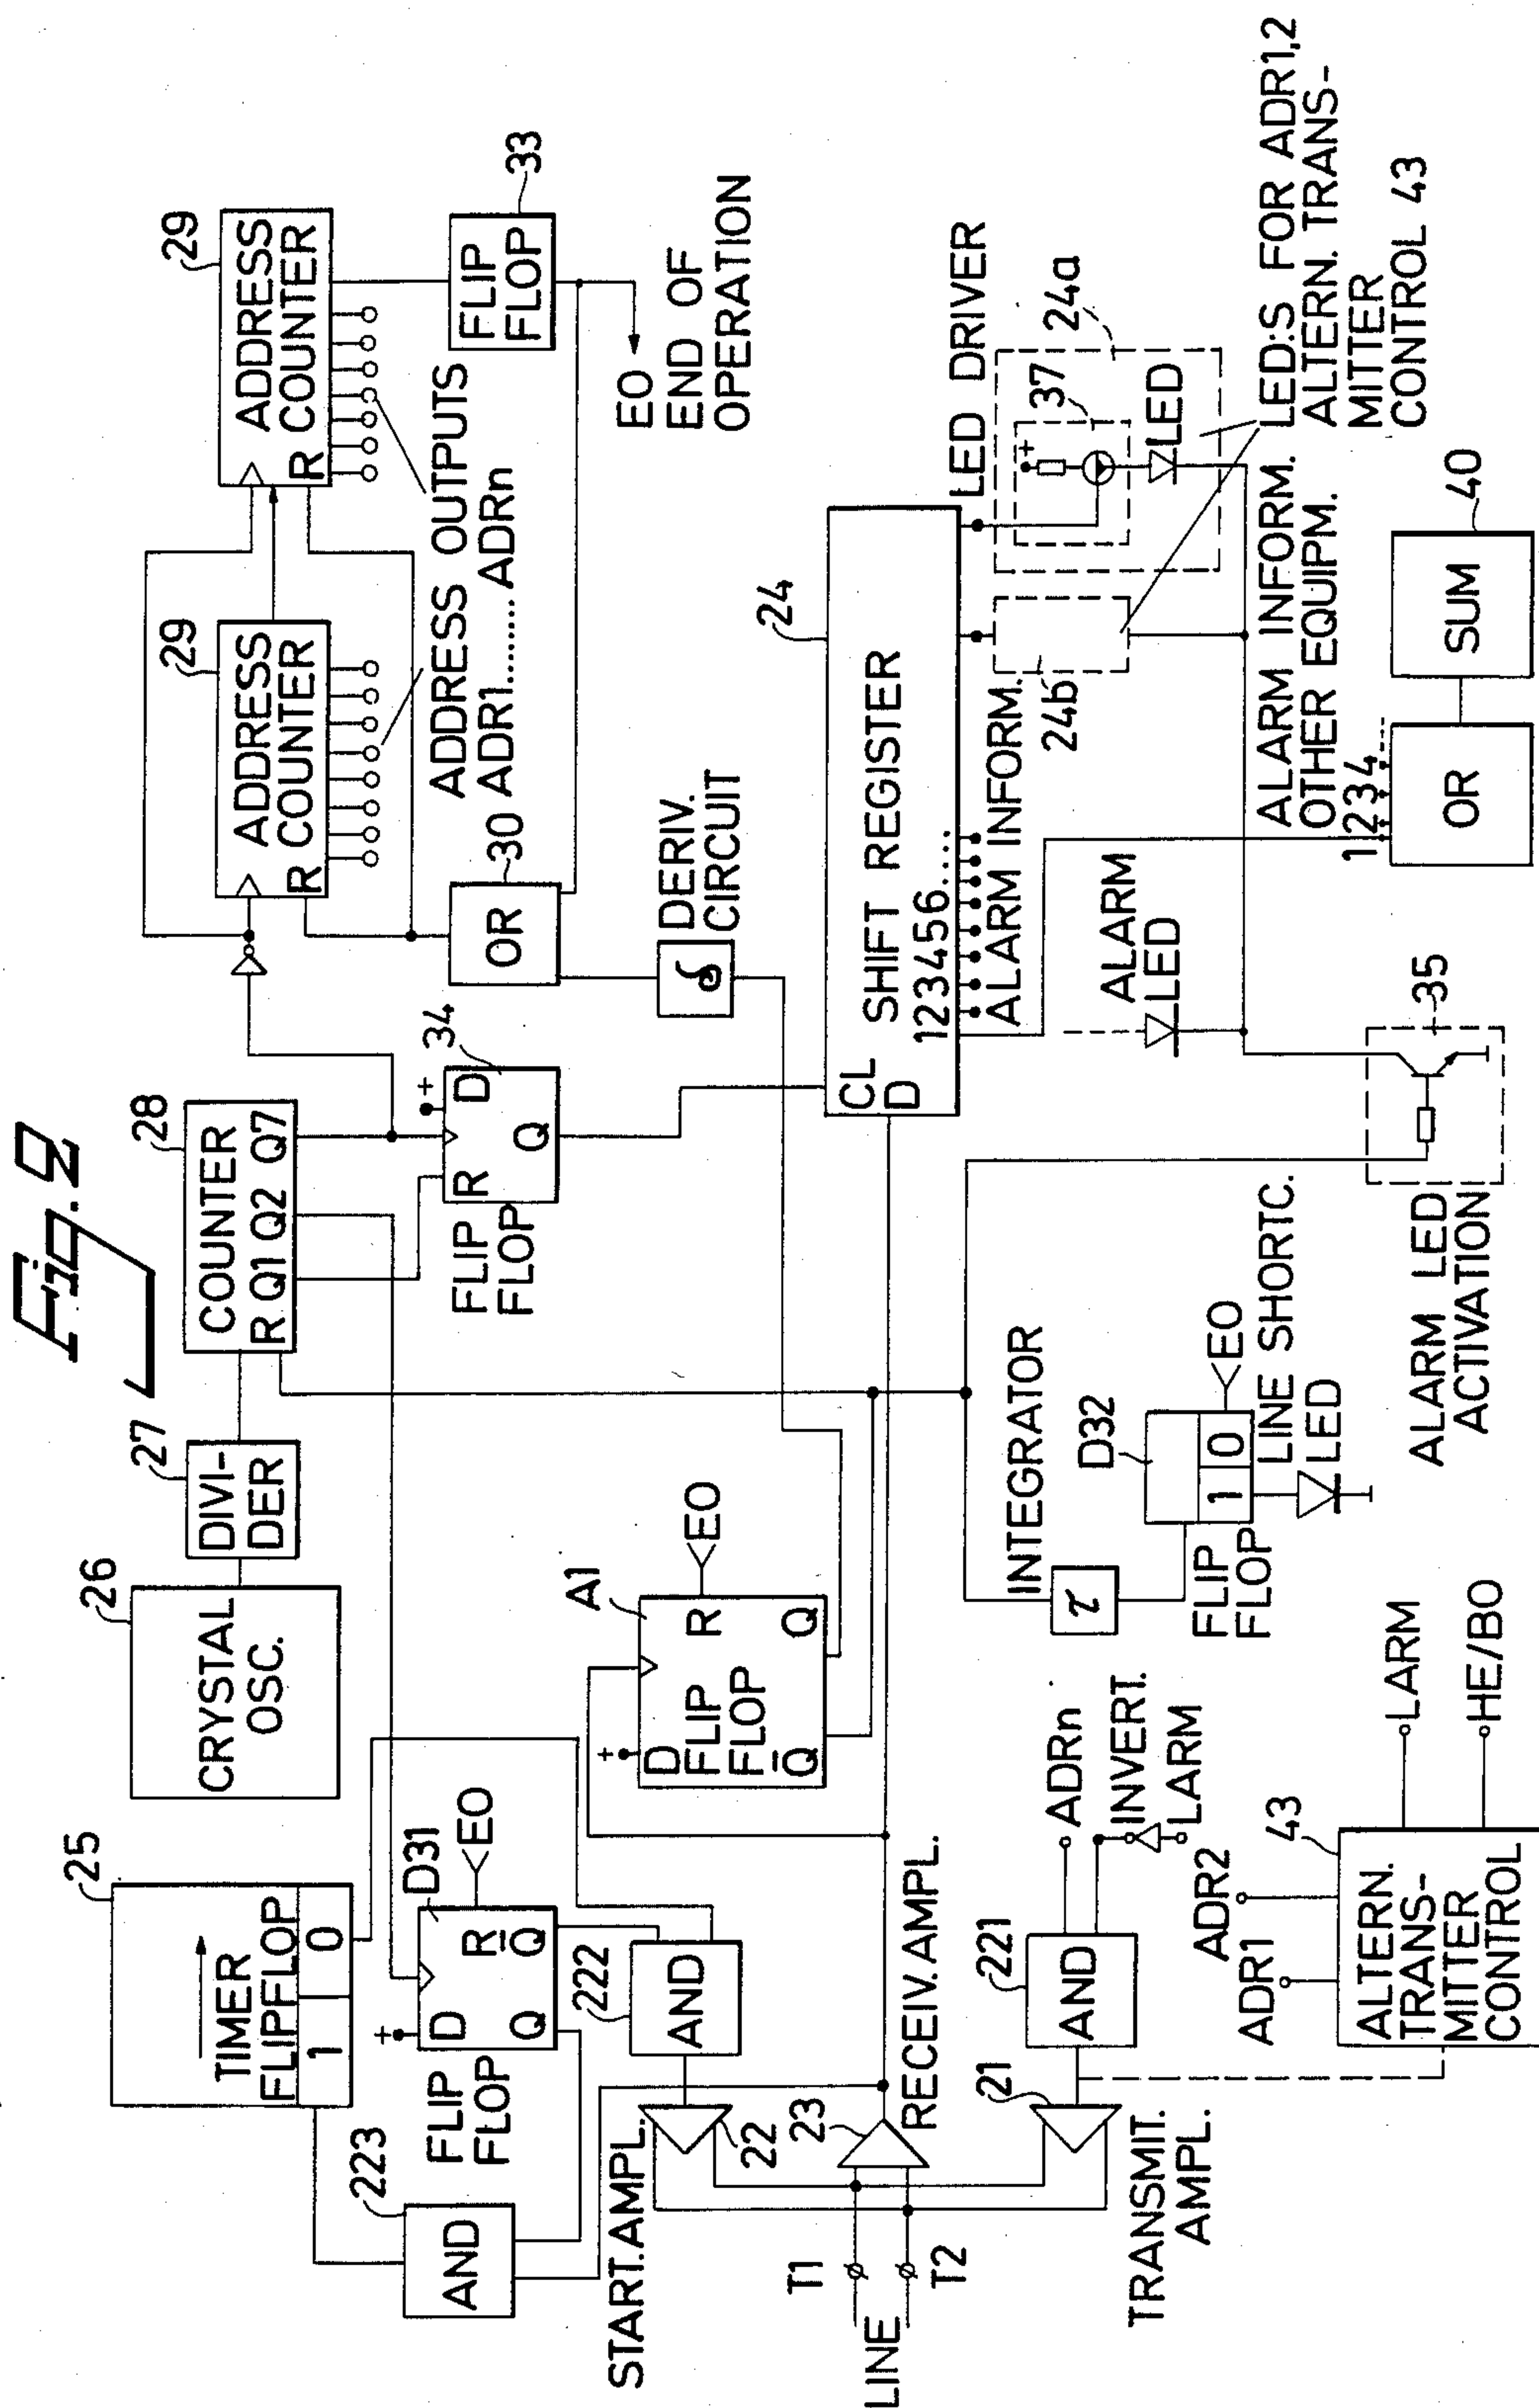 Fig. 2
25
TIMER
FLIPFLOP
1 0
26
CRYSTAL
OSC.
27
DIVI-
DER
28
COUNTER
R Q1 Q2 Q7
29
ADDRESS
COUNTER
R
29
ADDRESS
COUNTER
R
223
AND
D31
+
D R
Q Q̅
EO
FLIP
FLOP
34
+
R D
Q
FLIP
FLOP
ADDRESS OUTPUTS
ADR1........ADRn
33
FLIP
FLOP
30
OR
EO
END OF
OPERATION
START.AMPL.
22
222
AND
A1
+
D R
FLIP
FLOP
Q̅ Q
EO
DERIV.
CIRCUIT
δ
LINE
T1
T2
23
RECEIV.AMPL.
24
CL
D
SHIFT REGISTER
123456....
ALARM INFORM.
LED DRIVER
24a
37
+
LED
24b
LED:S FOR ADR1,2
ALTERN. TRANS-
MITTER
CONTROL 43
TRANSMIT.
AMPL.
21
221
AND
ADRn
INVERT.
LARM
INTEGRATOR
τ
D32
1 0
EO
FLIP
FLOP
LINE SHORTC.
LED
ALARM
LED
35
ALARM LED
ACTIVATION
ALARM INFORM.
OTHER EQUIPM.
1234
OR
40
SUM
ADR1
ADR2
43
ALTERN.
TRANS-
MITTER
CONTROL
LARM
HE/BO